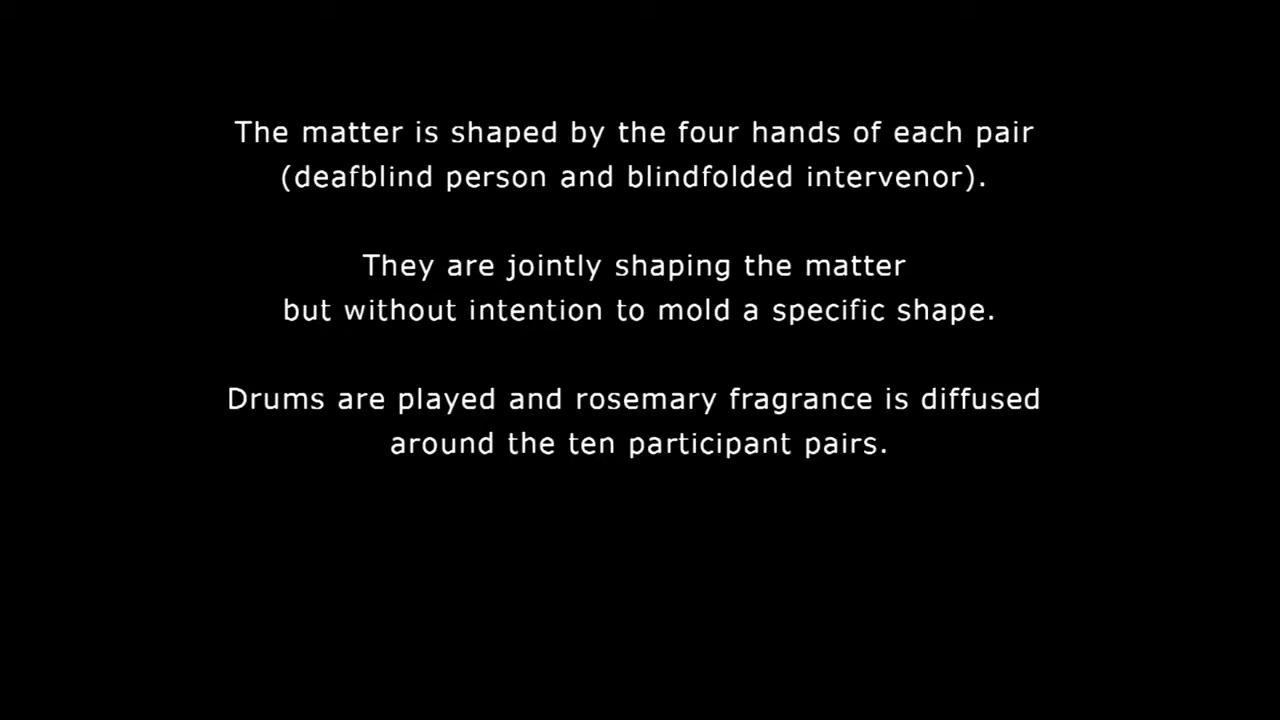 The matter is shaped by the four hands of each pair
(deafblind person and blindfolded intervenor).
They are jointly shaping the matter
but without intention to mold a specific shape.
Drums are played and rosemary fragrance is diffused
around the ten participant pairs.